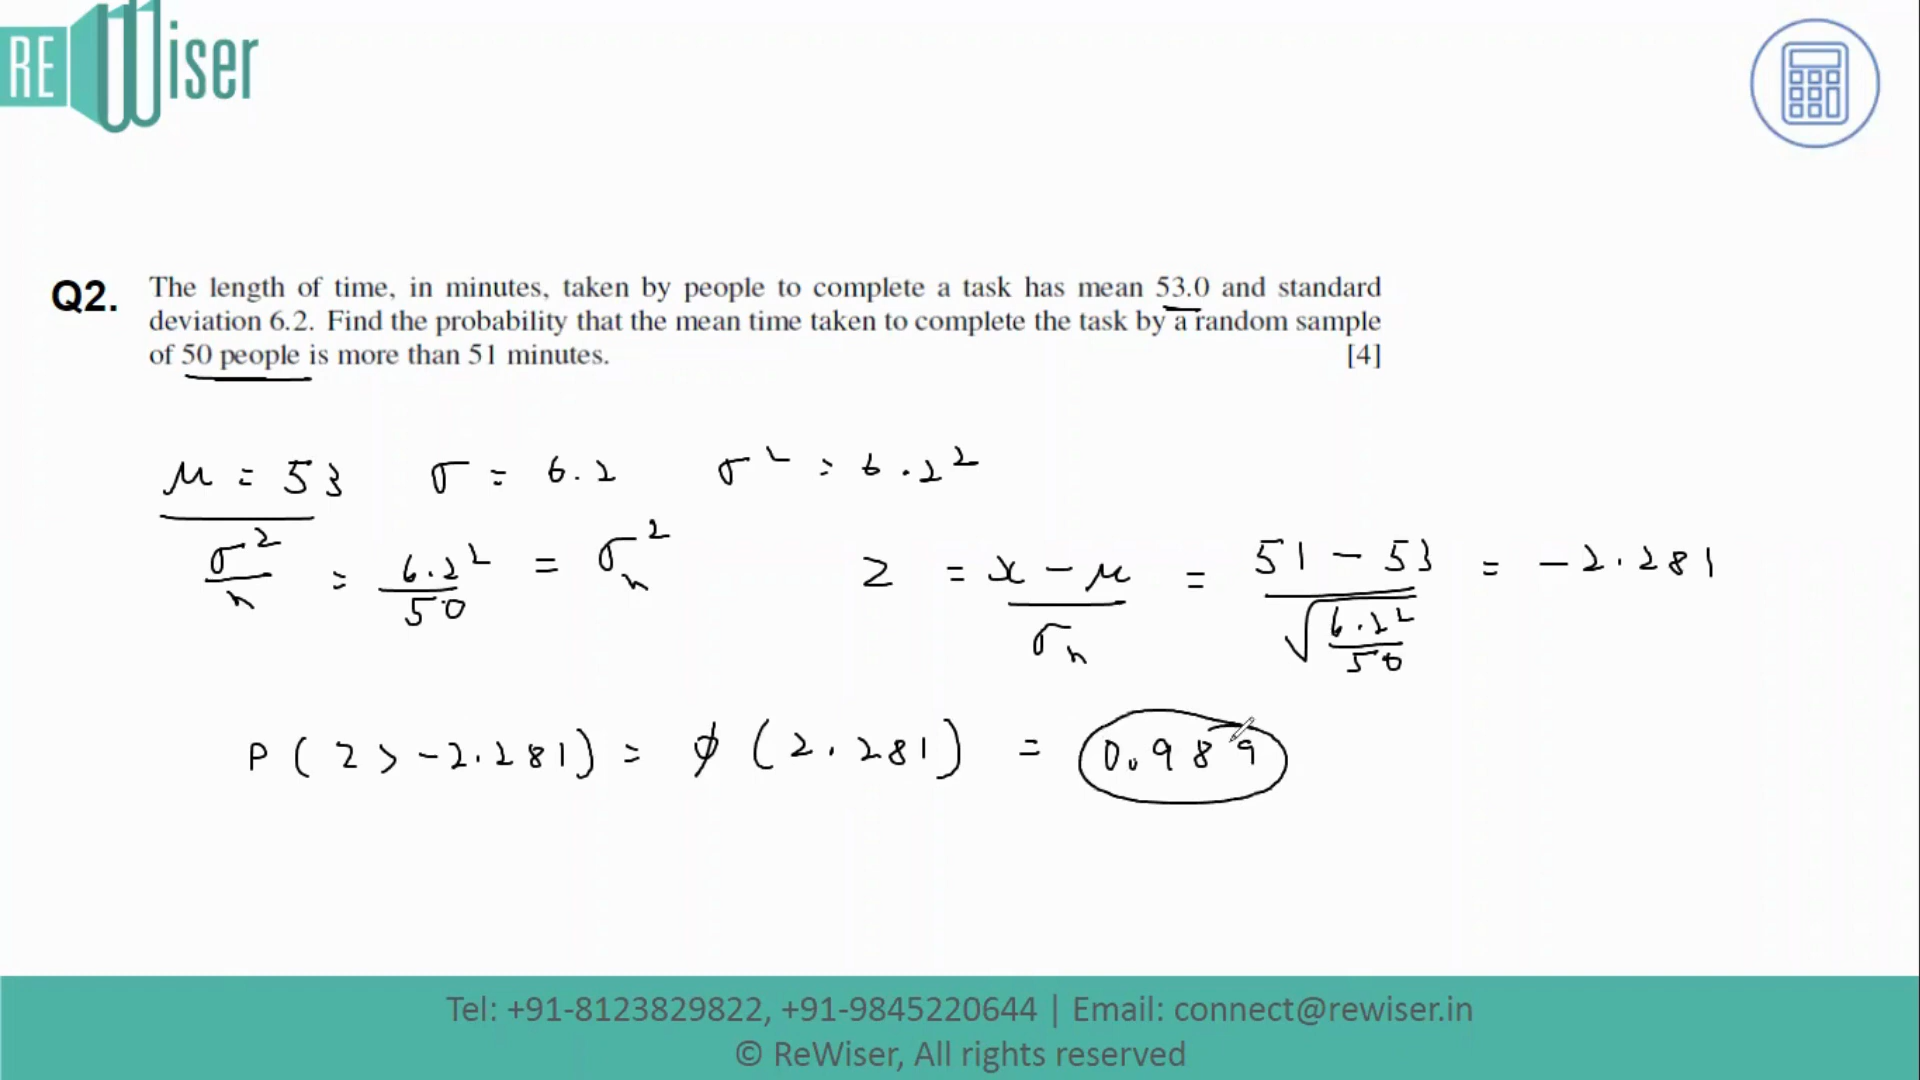 REWiser
Q2. The length of time, in minutes, taken by people to complete a task has mean 53.0 and standard
deviation 6.2. Find the probability that the mean time taken to complete the task by a random sample
of 50 people is more than 51 minutes. [4]
μ = 53 σ = 6.2 σ² = 6.2²
σ²/n = 6.2²/50 = σₙ² z = (x − μ)/σₙ = (51 − 53)/√(6.2²/50) = −2.281
P(z > −2.281) = φ(2.281) = 0.989
Tel: +91-8123829822, +91-9845220644 | Email: connect@rewiser.in
© ReWiser, All rights reserved